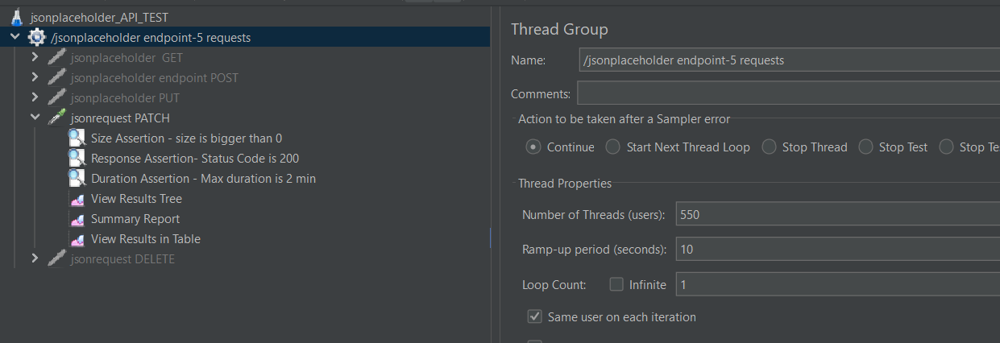 jsonplaceholder_API_TEST
/jsonplaceholder endpoint-5 requests
jsonplaceholder GET
jsonplaceholder endpoint POST
jsonplaceholder PUT
jsonrequest PATCH
Size Assertion - size is bigger than 0
Response Assertion- Status Code is 200
Duration Assertion - Max duration is 2 min
View Results Tree
Summary Report
View Results in Table
jsonrequest DELETE
Thread Group
Name: /jsonplaceholder endpoint-5 requests
Comments:
Action to be taken after a Sampler error
Continue Start Next Thread Loop Stop Thread Stop Test Stop Te
Thread Properties
Number of Threads (users): 550
Ramp-up period (seconds): 10
Loop Count: Infinite 1
Same user on each iteration